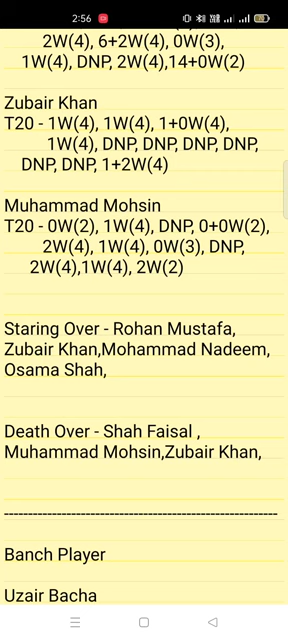 2:56
2W(4), 6+2W(4), 0W(3),
1W(4), DNP, 2W(4),14+0W(2)
Zubair Khan
T20 - 1W(4), 1W(4), 1+0W(4),
1W(4), DNP, DNP, DNP, DNP,
DNP, DNP, 1+2W(4)
Muhammad Mohsin
T20 - 0W(2), 1W(4), DNP, 0+0W(2),
2W(4), 1W(4), 0W(3), DNP,
2W(4),1W(4), 2W(2)
Staring Over - Rohan Mustafa,
Zubair Khan,Mohammad Nadeem,
Osama Shah,
Death Over - Shah Faisal ,
Muhammad Mohsin,Zubair Khan,
----------------------------------------------------------
Banch Player
Uzair Bacha